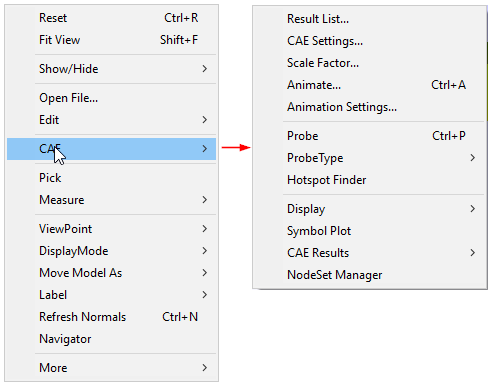 Reset Ctrl+R
Fit View Shift+F
Show/Hide
Open File...
Edit
CAE
Pick
Measure
ViewPoint
DisplayMode
Move Model As
Label
Refresh Normals Ctrl+N
Navigator
More
Result List...
CAE Settings...
Scale Factor...
Animate... Ctrl+A
Animation Settings...
Probe Ctrl+P
ProbeType
Hotspot Finder
Display
Symbol Plot
CAE Results
NodeSet Manager